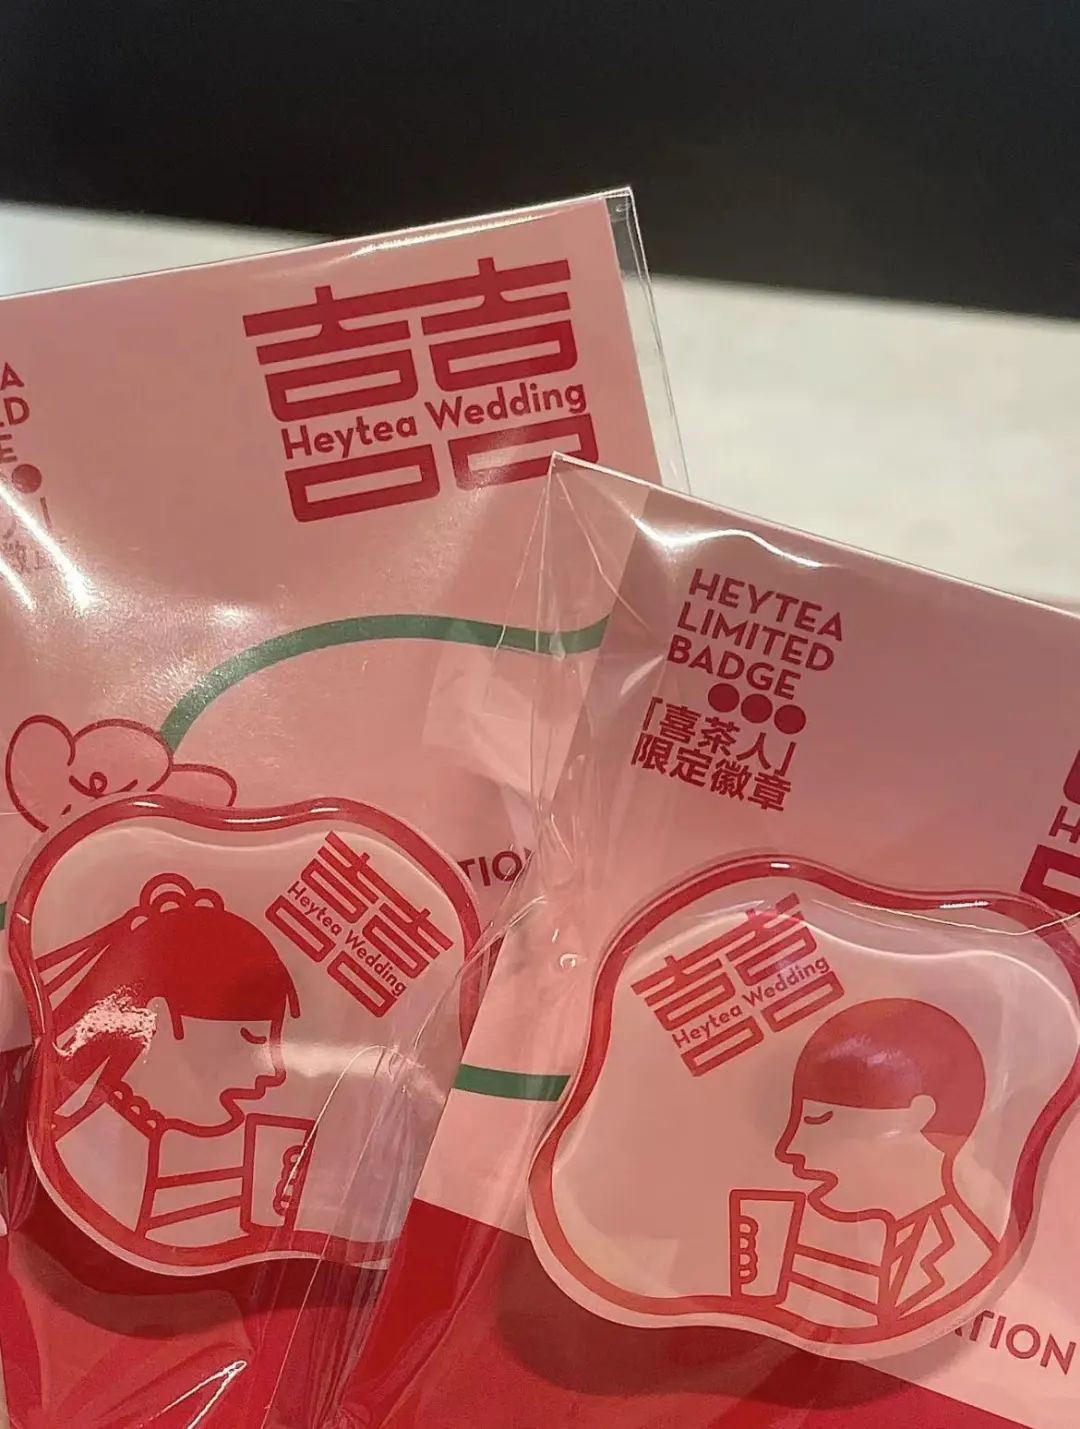 囍
Heytea Wedding
HEYTEA
LIMITED
BADGE
「喜茶人」
限定徽章
囍
Heytea Wedding
囍
Heytea Wedding